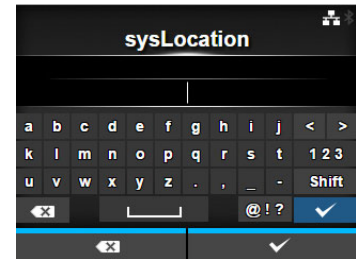 sysLocation
a b c d e f g h i j < >
k l m n o p q r s t 123
u v w x y z . , _ - Shift
@!?